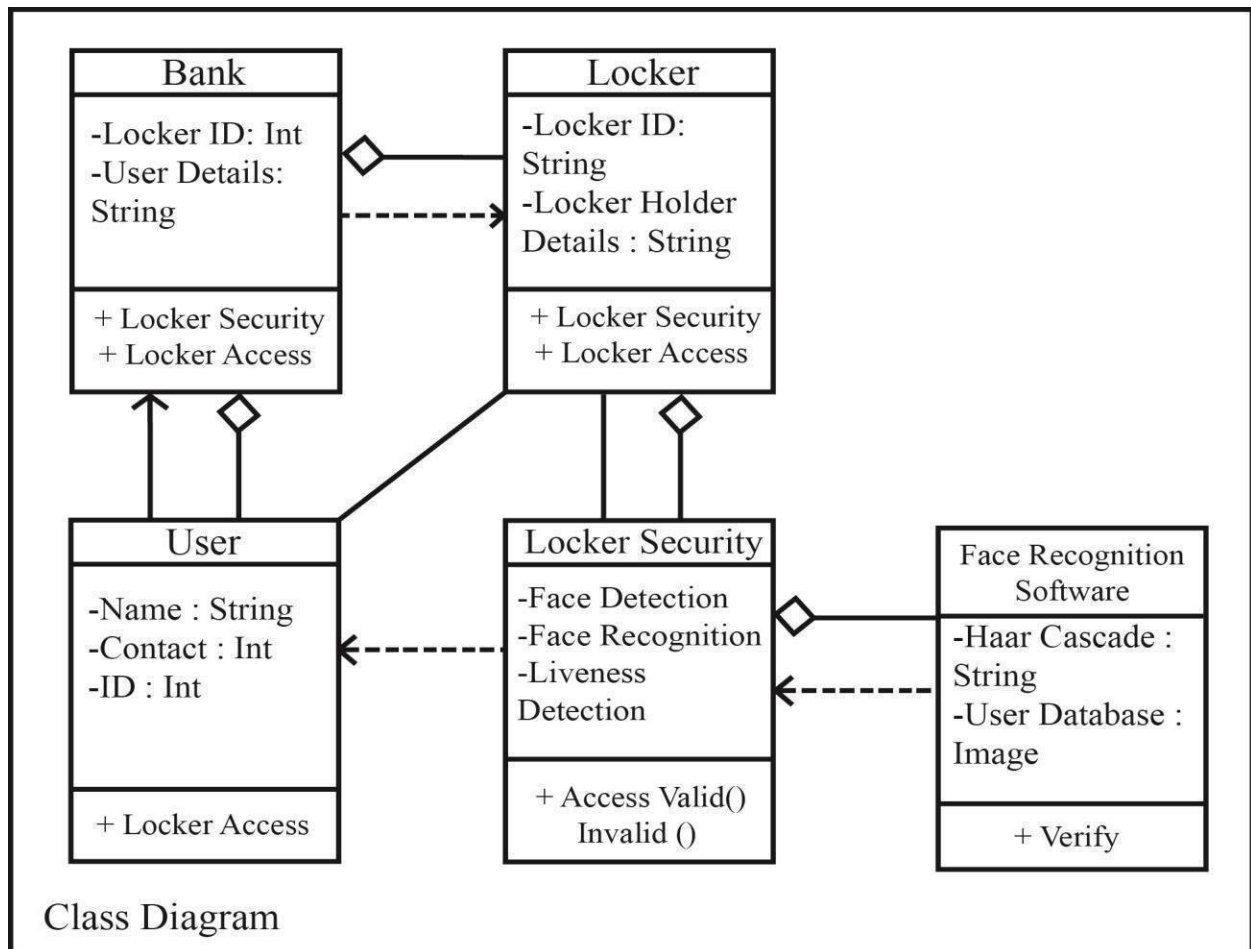 Bank
-Locker ID: Int
-User Details:
String
+ Locker Security
+ Locker Access
Locker
-Locker ID:
String
-Locker Holder
Details : String
+ Locker Security
+ Locker Access
User
-Name : String
-Contact : Int
-ID : Int
+ Locker Access
Locker Security
-Face Detection
-Face Recognition
-Liveness
Detection
+ Access Valid()
Invalid ()
Face Recognition
Software
-Haar Cascade :
String
-User Database :
Image
+ Verify
Class Diagram